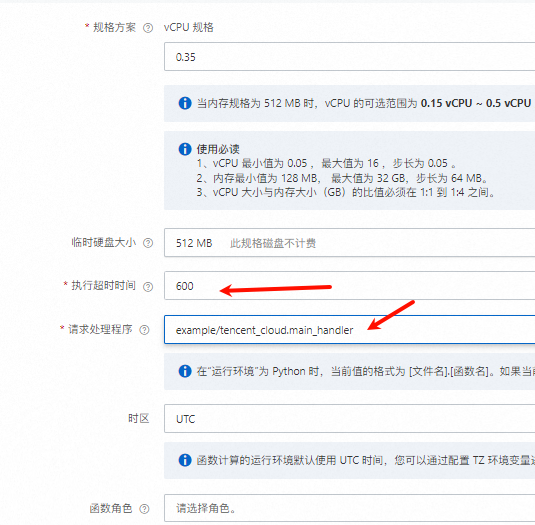 * 规格方案 vCPU 规格
0.35
当内存规格为 512 MB 时，vCPU 的可选范围为 0.15 vCPU ~ 0.5 vCPU
使用必读
1、vCPU 最小值为 0.05 ，最大值为 16 ，步长为 0.05 。
2、内存最小值为 128 MB， 最大值为 32 GB，步长为 64 MB。
3、vCPU 大小与内存大小（GB）的比值必须在 1:1 到 1:4 之间。
临时硬盘大小 512 MB 此规格磁盘不计费
* 执行超时时间 600
* 请求处理程序 example/tencent_cloud.main_handler
在“运行环境”为 Python 时，当前值的格式为 [文件名].[函数名]。如果当前
时区 UTC
函数计算的运行环境默认使用 UTC 时间，您可以通过配置 TZ 环境变量
函数角色 请选择角色。